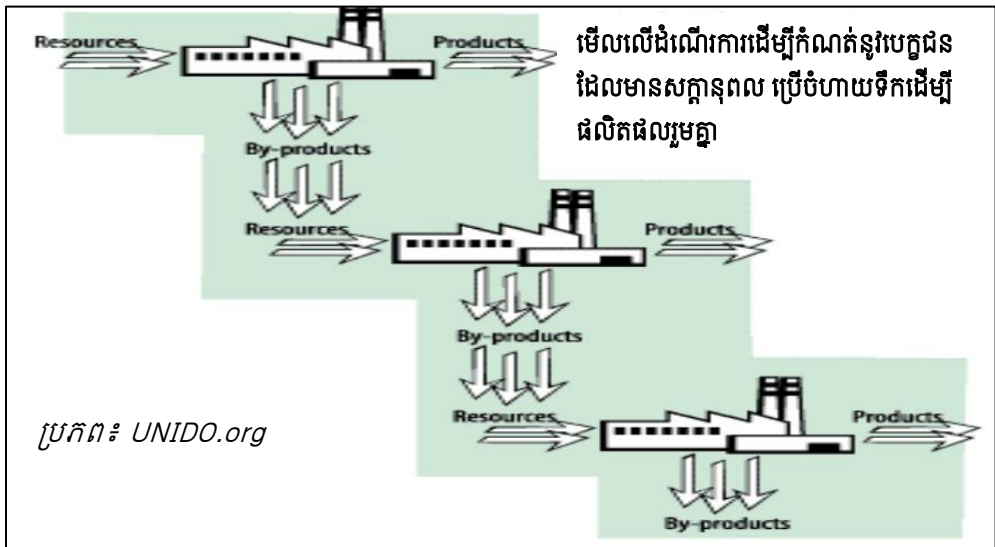 Resources
Products
មើលលើដំណើរការដើម្បីកំណត់នូវបេក្ខជន
ដែលមានសក្ដានុពល ប្រើចំហាយទឹកដើម្បី
ផលិតផលរួមគ្នា
By-products
Resources
Products
By-products
Resources
Products
ប្រភព៖ UNIDO.org
By-products